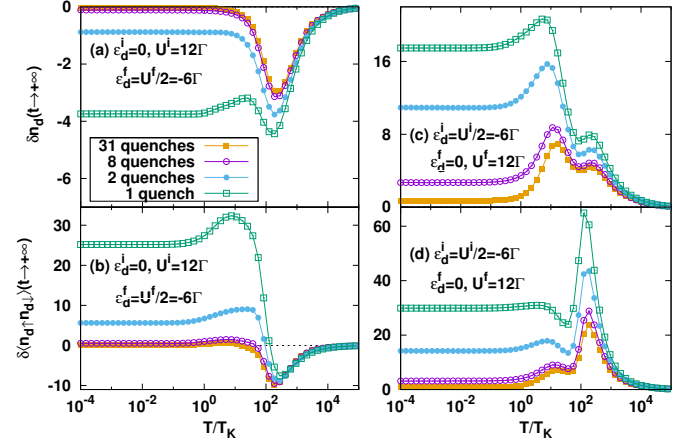 δn_d(t→+∞)
0
-2
-4
-6
(a) ε_d^i=0, U^i=12Γ
ε_d^f=U^f/2=-6Γ
31 quenches
8 quenches
2 quenches
1 quench
16
8
0
(c) ε_d^i=U^i/2=-6Γ
ε_d^f=0, U^f=12Γ
δ⟨n_d↑n_d↓⟩(t→+∞)
30
20
10
0
-10
(b) ε_d^i=0, U^i=12Γ
ε_d^f=U^f/2=-6Γ
10^-4 10^-2 10^0 10^2 10^4
T/T_K
60
40
20
0
(d) ε_d^i=U^i/2=-6Γ
ε_d^f=0, U^f=12Γ
10^-4 10^-2 10^0 10^2 10^4
T/T_K